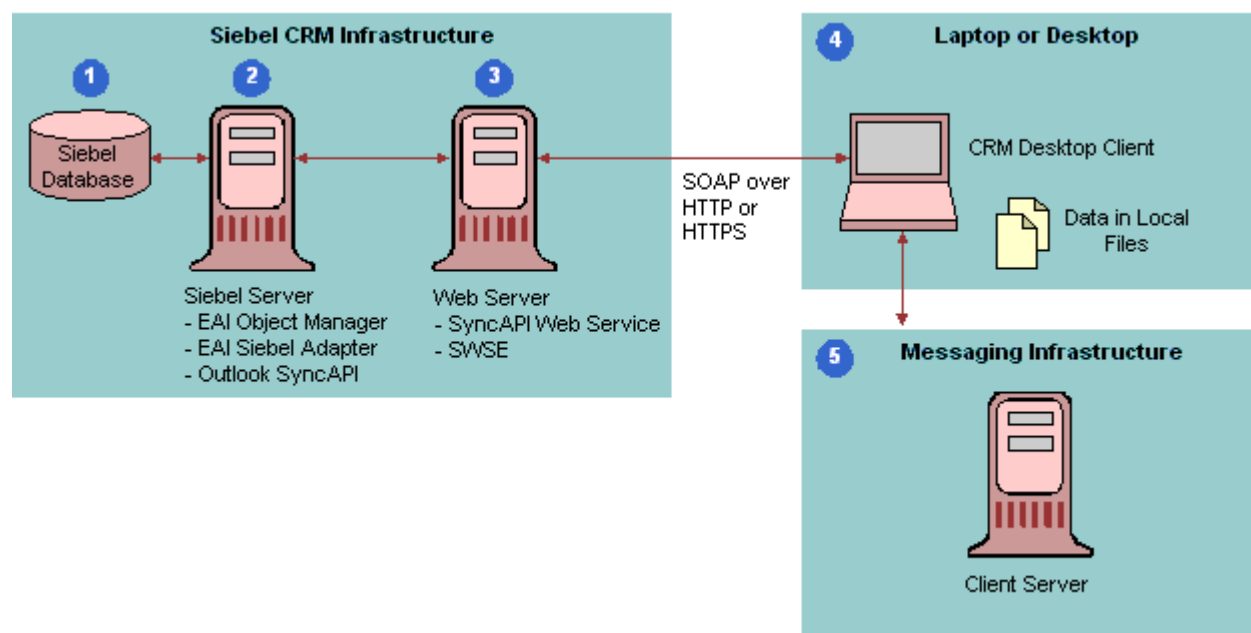 Siebel CRM Infrastructure
1
2
3
Siebel
Database
Siebel Server
- EAI Object Manager
- EAI Siebel Adapter
- Outlook SyncAPI
Web Server
- SyncAPI Web Service
- SWSE
SOAP over
HTTP or
HTTPS
4
Laptop or Desktop
CRM Desktop Client
Data in Local
Files
5
Messaging Infrastructure
Client Server